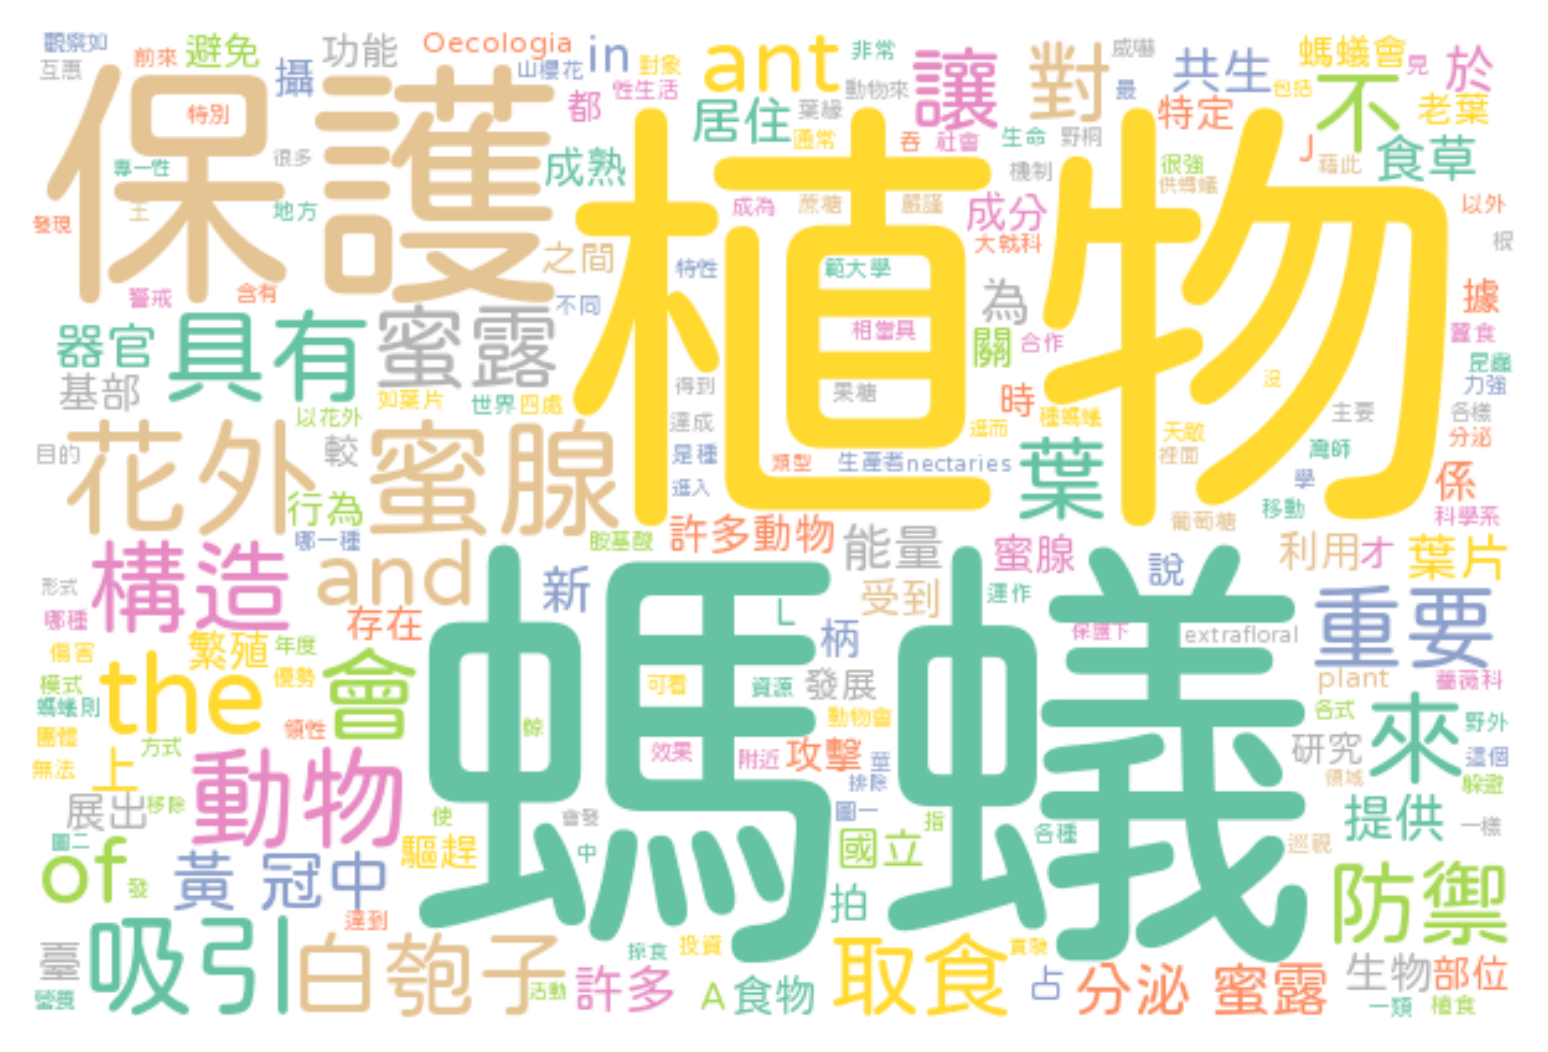 觀察如
前來
避免
功能
Oecologia
in
對象
ant
非常
讓
對
威嚇
共生
螞蟻會
見
於
互惠
保護
攝
山櫻花
都
性生活
居住
動物來
葉緣
最
特定
包括
不
老葉
特別
很多
成熟
通常
吞
社會
生命
野桐
J
食草
專一性
機制
很強
藉此
供螞蟻
發現
土
地方
成為
蔗糖
嚴謹
成分
大戟科
以外
植物
警戒
含有
之間
特性
範大學
根
器官
具有
蜜露
不同
為
據
相當具
關
合作
蠶食
基部
如葉片
世界
四處
得到
果糖
時
沒
昆蟲
力強
以花外
達成
種螞蟻
主要
各樣
目的
花外
較
蜜腺
進而
是種
類型
生產者
nectaries
葉
天敵
裡面
灣師
分泌
進入
學
係
行為
哪一種
胺基酸
許多動物
能量
葡萄糖
移動
科學系
構造
and
新
蜜腺
說
利用
才
葉片
形式
哪種
存在
螞蟻
L
受到
運作
柄
保護下
extrafloral
重要
傷害
繁殖
年度
the
優勢
會
可看
資源
發展
plant
薔薇科
模式
螞蟻則
團體
領性
餘
動物會
各式
來
野外
方式
無法
上
動物
效果
附近
攻擊
葉
排除
研究
這個
領域
躲避
展出
移除
使
會發
圖一
指
各種
提供
一樣
圖二
of
發
黃
冠中
驅趕
中
國立
巡視
防禦
達到
拍
臺
吸引
白匏子
掠食
投資
取食
實驗
占
分泌
蜜露
生物
部位
營養
活動
許多
A
食物
一類
植食